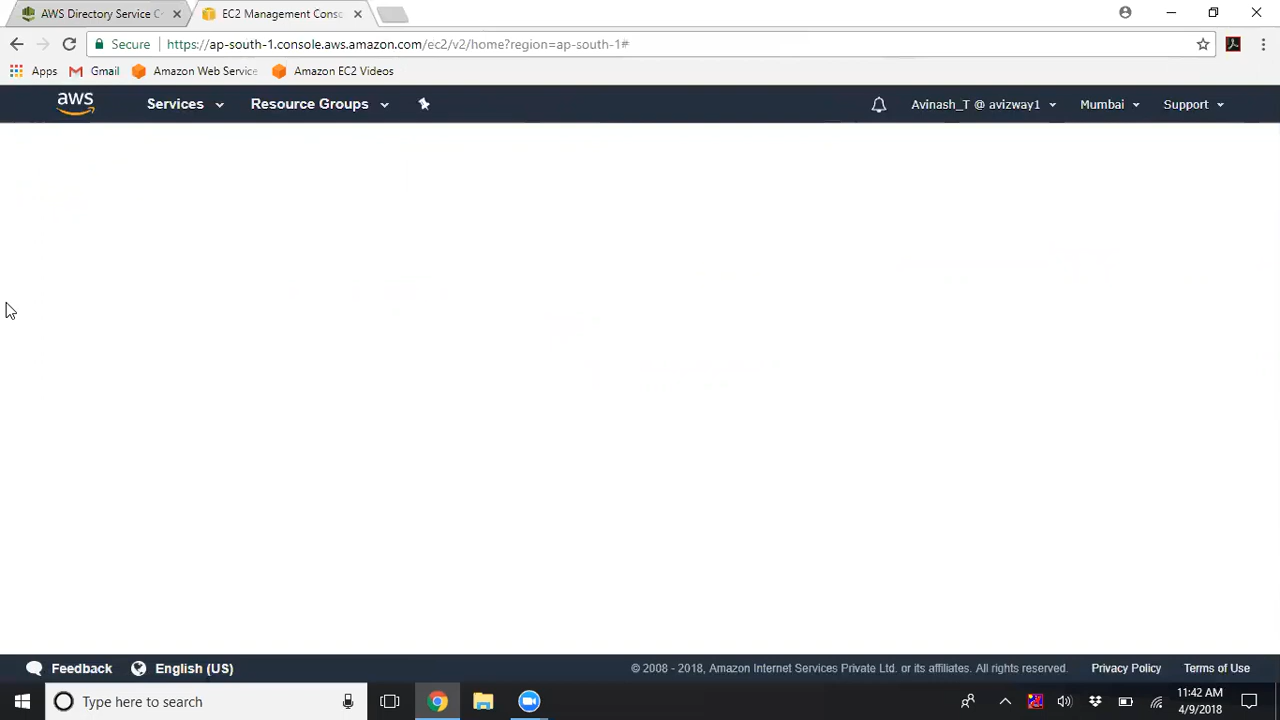 AWS Directory Service C
EC2 Management Conso
Secure
https://ap-south-1.console.aws.amazon.com/ec2/v2/home?region=ap-south-1#
Apps
Gmail
Amazon Web Service
Amazon EC2 Videos
aws
Services
Resource Groups
Avinash_T @ avizway1
Mumbai
Support
Feedback
English (US)
© 2008 - 2018, Amazon Internet Services Private Ltd. or its affiliates. All rights reserved.
Privacy Policy
Terms of Use
Type here to search
11:42 AM
4/9/2018